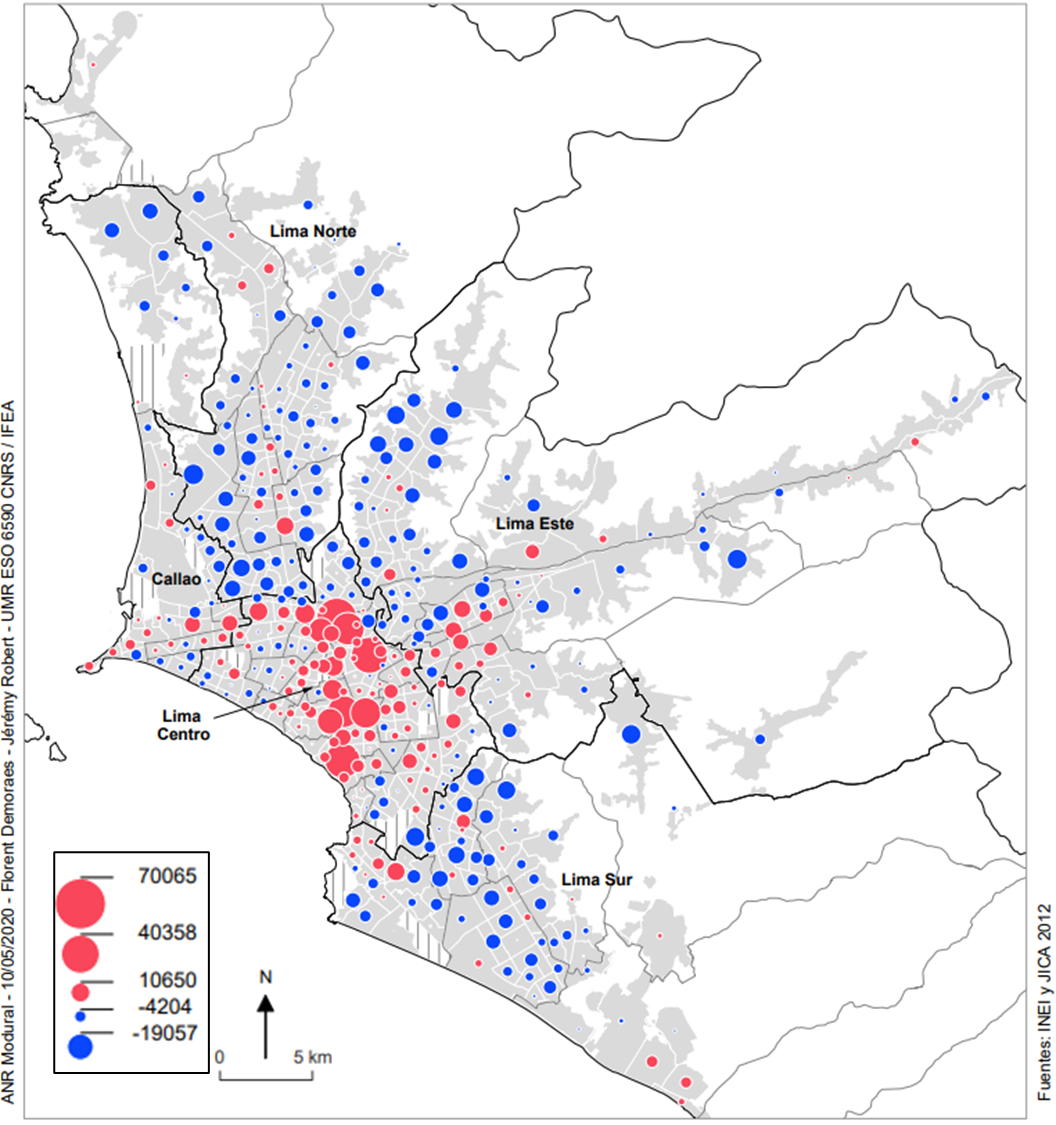 Lima Norte
Lima Este
Callao
Lima
Centro
Lima Sur
70065
40358
10650
-4204
-19057
N
0 5 km
ANR Modural - 10/05/2020 - Florent Demoraes - Jérémy Robert - UMR ESO 6590 CNRS / IFEA
Fuentes: INEI y JICA 2012